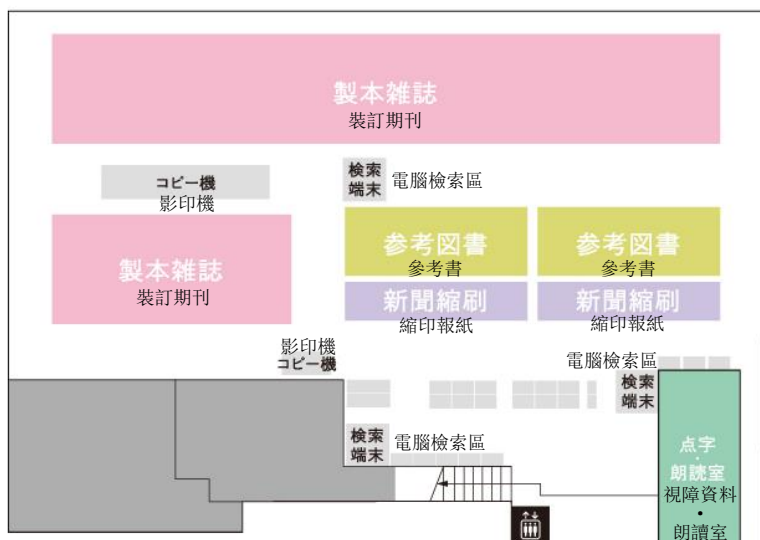 製本雑誌
裝訂期刊
コピー機
影印機
検索
端末
電腦檢索區
製本雑誌
裝訂期刊
参考図書
參考書
参考図書
參考書
新聞縮刷
縮印報紙
新聞縮刷
縮印報紙
影印機
コピー機
電腦檢索區
検索
端末
検索
端末
電腦檢索區
点字
・
朗読室
視障資料
・
朗讀室